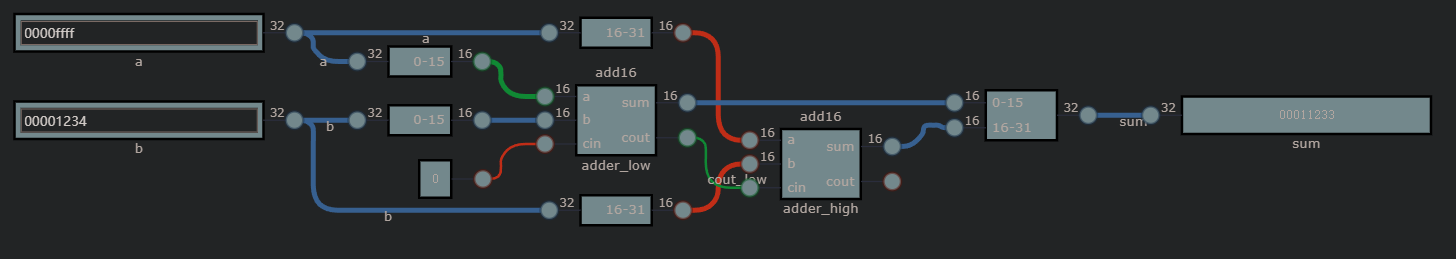 0000ffff
a
32
a
a
32
0-15
16
32
16-31
16
00001234
b
32
b
b
32
0-15
16
0
32
16-31
16
add16
16
a
16
b
cin
sum
16
cout
adder_low
cout_low
add16
16
a
16
b
cin
sum
16
cout
adder_high
16
0-15
16
16-31
32
sum
32
00011233
sum